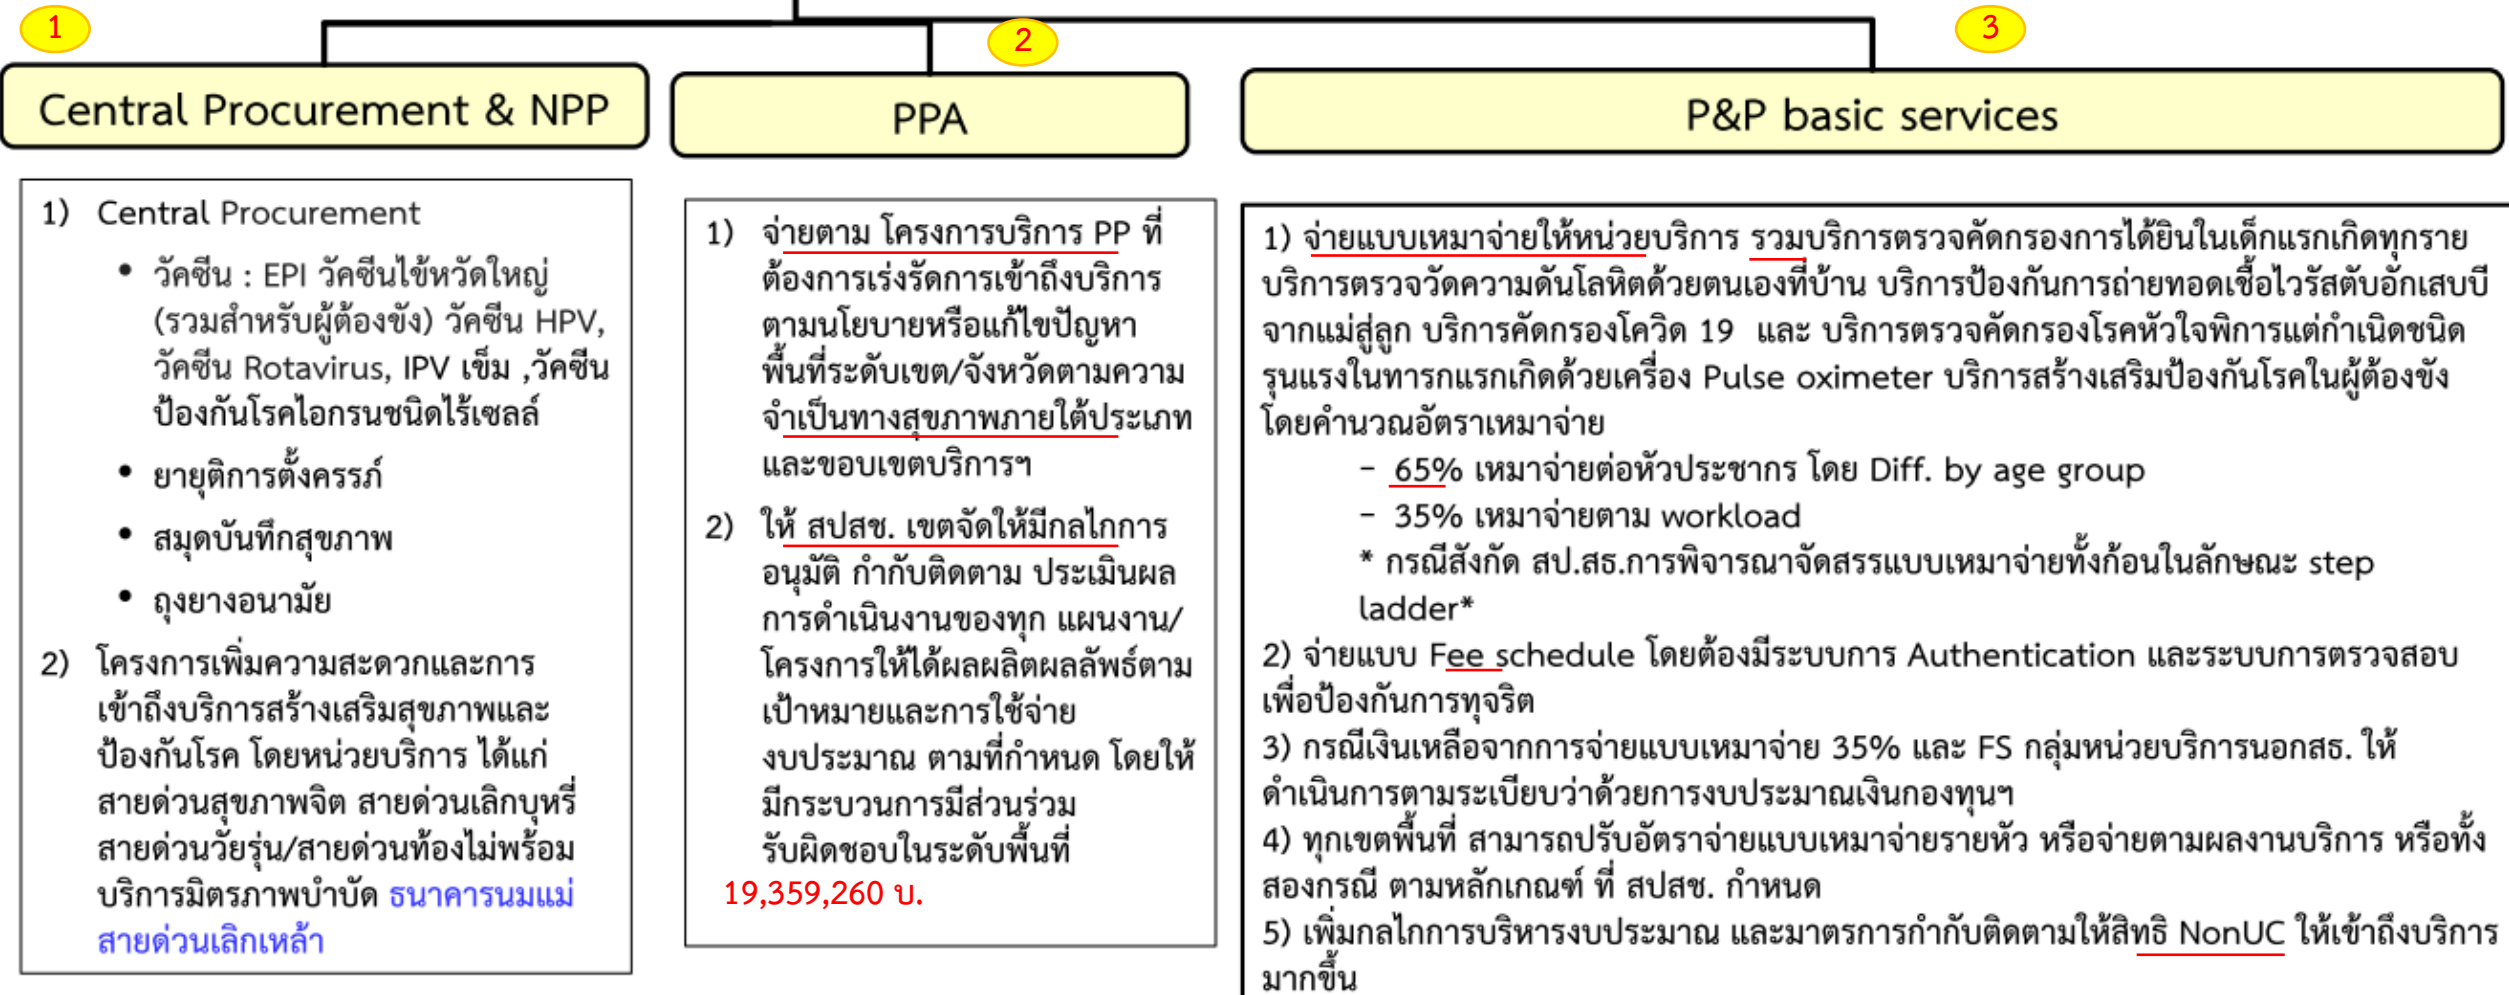 1
Central Procurement & NPP
1) Central Procurement
• วัคซีน : EPI วัคซีนไข้หวัดใหญ่
(รวมสำหรับผู้ต้องขัง) วัคซีน HPV,
วัคซีน Rotavirus, IPV เข็ม ,วัคซีน
ป้องกันโรคไอกรนชนิดไร้เซลล์
• ยายุติการตั้งครรภ์
• สมุดบันทึกสุขภาพ
• ถุงยางอนามัย
2) โครงการเพิ่มความสะดวกและการ
เข้าถึงบริการสร้างเสริมสุขภาพและ
ป้องกันโรค โดยหน่วยบริการ ได้แก่
สายด่วนสุขภาพจิต สายด่วนเลิกบุหรี่
สายด่วนวัยรุ่น/สายด่วนท้องไม่พร้อม
บริการมิตรภาพบำบัด ธนาคารนมแม่
สายด่วนเลิกเหล้า
2
PPA
1) จ่ายตาม โครงการบริการ PP ที่
ต้องการเร่งรัดการเข้าถึงบริการ
ตามนโยบายหรือแก้ไขปัญหา
พื้นที่ระดับเขต/จังหวัดตามความ
จำเป็นทางสุขภาพภายใต้ประเภท
และขอบเขตบริการฯ
2) ให้ สปสช. เขตจัดให้มีกลไกการ
อนุมัติ กำกับติดตาม ประเมินผล
การดำเนินงานของทุก แผนงาน/
โครงการให้ได้ผลผลิตผลลัพธ์ตาม
เป้าหมายและการใช้จ่าย
งบประมาณ ตามที่กำหนด โดยให้
มีกระบวนการมีส่วนร่วม
รับผิดชอบในระดับพื้นที่
19,359,260 บ.
3
P&P basic services
1) จ่ายแบบเหมาจ่ายให้หน่วยบริการ รวมบริการตรวจคัดกรองการได้ยินในเด็กแรกเกิดทุกราย
บริการตรวจวัดความดันโลหิตด้วยตนเองที่บ้าน บริการป้องกันการถ่ายทอดเชื้อไวรัสตับอักเสบบี
จากแม่สู่ลูก บริการคัดกรองโควิด 19 และ บริการตรวจคัดกรองโรคหัวใจพิการแต่กำเนิดชนิด
รุนแรงในทารกแรกเกิดด้วยเครื่อง Pulse oximeter บริการสร้างเสริมป้องกันโรคในผู้ต้องขัง
โดยคำนวณอัตราเหมาจ่าย
- 65% เหมาจ่ายต่อหัวประชากร โดย Diff. by age group
- 35% เหมาจ่ายตาม workload
* กรณีสังกัด สป.สธ.การพิจารณาจัดสรรแบบเหมาจ่ายทั้งก้อนในลักษณะ step
ladder*
2) จ่ายแบบ Fee schedule โดยต้องมีระบบการ Authentication และระบบการตรวจสอบ
เพื่อป้องกันการทุจริต
3) กรณีเงินเหลือจากการจ่ายแบบเหมาจ่าย 35% และ FS กลุ่มหน่วยบริการนอกสธ. ให้
ดำเนินการตามระเบียบว่าด้วยการงบประมาณเงินกองทุนฯ
4) ทุกเขตพื้นที่ สามารถปรับอัตราจ่ายแบบเหมาจ่ายรายหัว หรือจ่ายตามผลงานบริการ หรือทั้ง
สองกรณี ตามหลักเกณฑ์ ที่ สปสช. กำหนด
5) เพิ่มกลไกการบริหารงบประมาณ และมาตรการกำกับติดตามให้สิทธิ NonUC ให้เข้าถึงบริการ
มากขึ้น